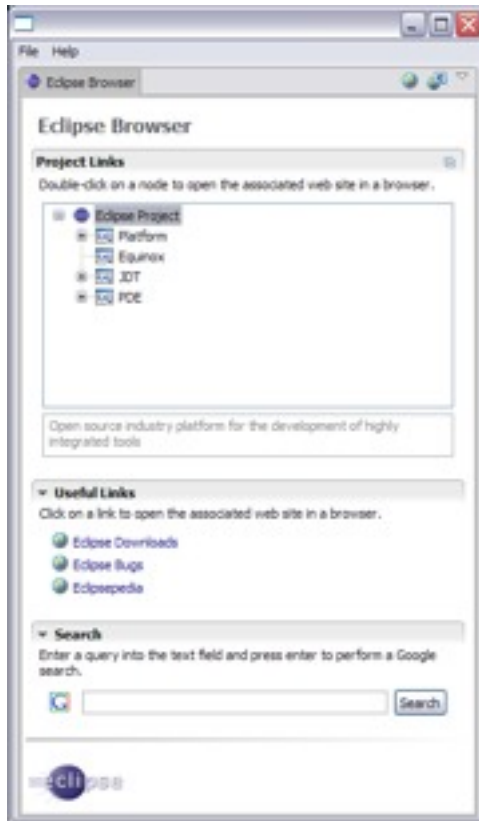 File Help
Eclipse Browser
Eclipse Browser
Project Links
Double-click on a node to open the associated web site in a browser.
Eclipse Project
Platform
Equinox
JDT
PDE
Open source industry platform for the development of highly
integrated tools
Useful Links
Click on a link to open the associated web site in a browser.
Eclipse Downloads
Eclipse Bugs
Eclipsepedia
Search
Enter a query into the text field and press enter to perform a Google
search.
G Search
eclipse